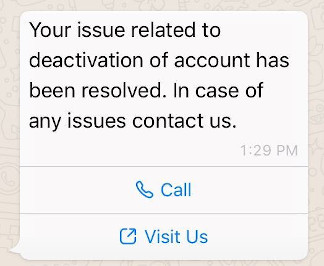 Your issue related to
deactivation of account has
been resolved. In case of
any issues contact us.
1:29 PM
Call
Visit Us